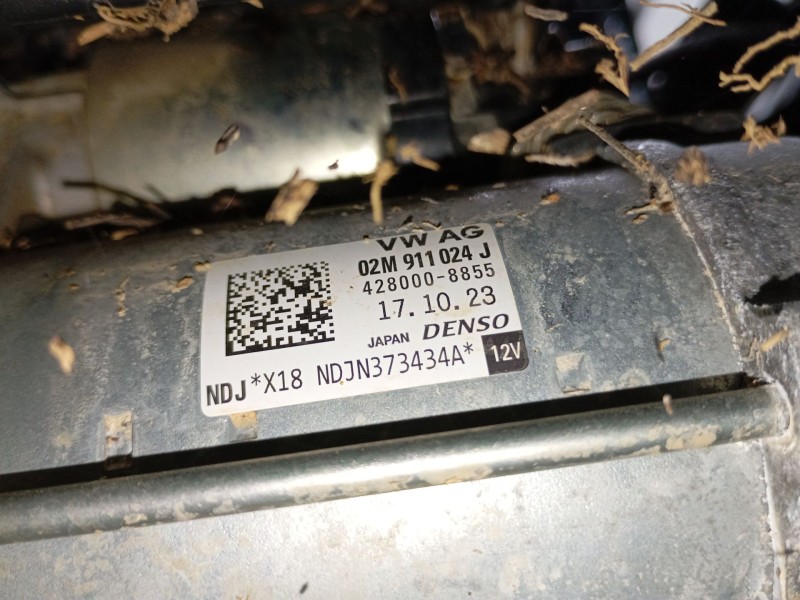 VW AG
02M 911 024 J
428000-8855
17.10.23
JAPAN DENSO
NDJ *X18 NDJN373434A* 12V